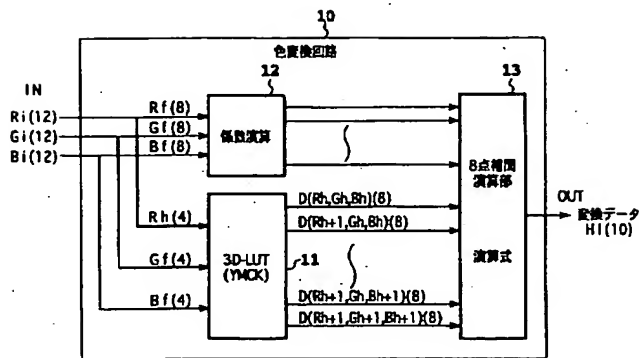 10
色変換回路
IN
12
13
Ri(12)
Gi(12)
Bi(12)
Rf(8)
Gf(8)
Bf(8)
係数演算
8点補間
演算部
演算式
Rh(4)
Gf(4)
Bf(4)
3D-LUT
(YMCK)
11
D(Rh,Gh,Bh)(8)
D(Rh+1,Gh,Bh)(8)
D(Rh+1,Gh,Bh+1)(8)
D(Rh+1,Gh+1,Bh+1)(8)
OUT
変換データ
HI(10)